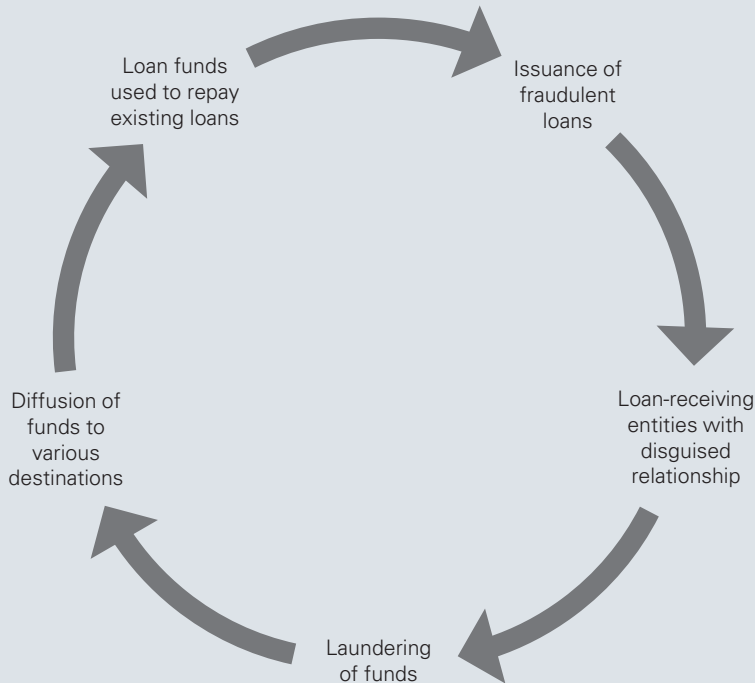 Loan funds
used to repay
existing loans
Issuance of
fraudulent
loans
Loan-receiving
entities with
disguised
relationship
Laundering
of funds
Diffusion of
funds to
various
destinations